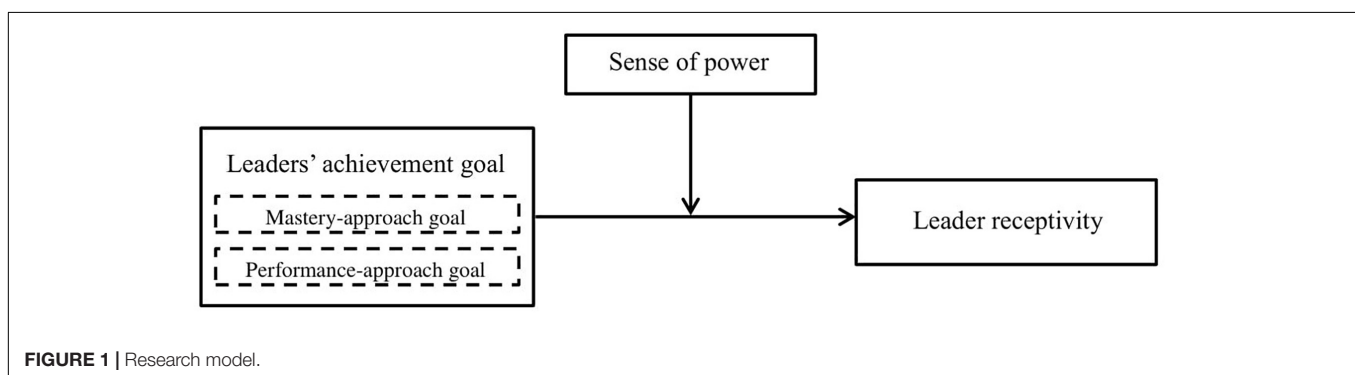 Sense of power
Leaders’ achievement goal
Mastery-approach goal
Performance-approach goal
Leader receptivity
FIGURE 1 | Research model.